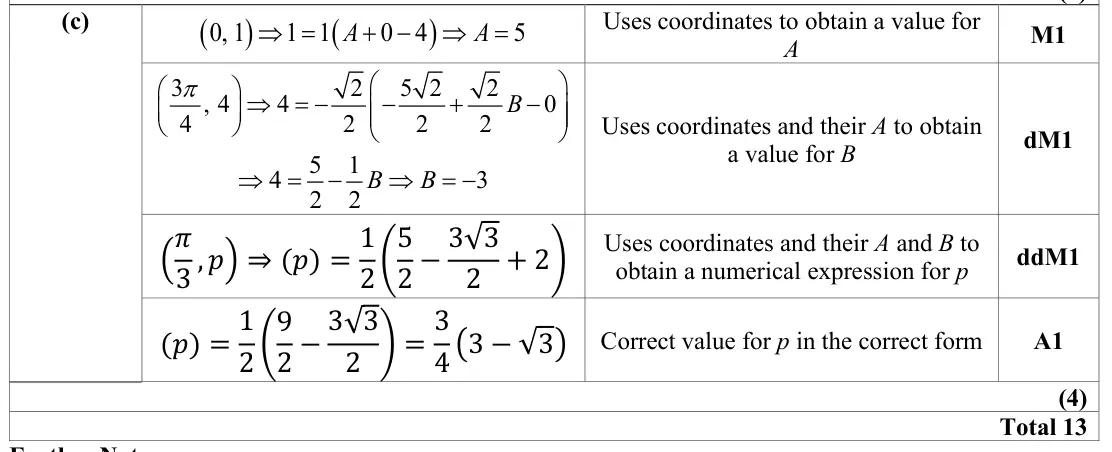 (c)
(0, 1) ⇒ 1 = 1(A + 0 − 4) ⇒ A = 5
Uses coordinates to obtain a value for
A
M1
(3π/4, 4) ⇒ 4 = −√2/2(−5√2/2 + √2/2 B − 0)
⇒ 4 = 5/2 − 1/2 B ⇒ B = −3
Uses coordinates and their A to obtain
a value for B
dM1
(π/3, p) ⇒ (p) = 1/2(5/2 − 3√3/2 + 2)
Uses coordinates and their A and B to
obtain a numerical expression for p
ddM1
(p) = 1/2(9/2 − 3√3/2) = 3/4(3 − √3)
Correct value for p in the correct form
A1
(4)
Total 13